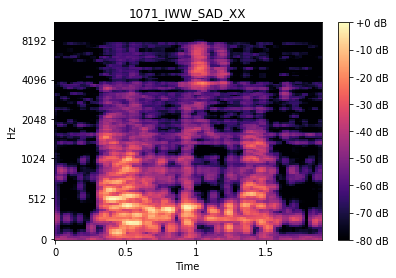 1071_IWW_SAD_XX
+0 dB
8192
-10 dB
4096
-20 dB
-30 dB
2048
Hz
-40 dB
1024
-50 dB
512
-60 dB
-70 dB
0
-80 dB
0
0.5
1
1.5
Time